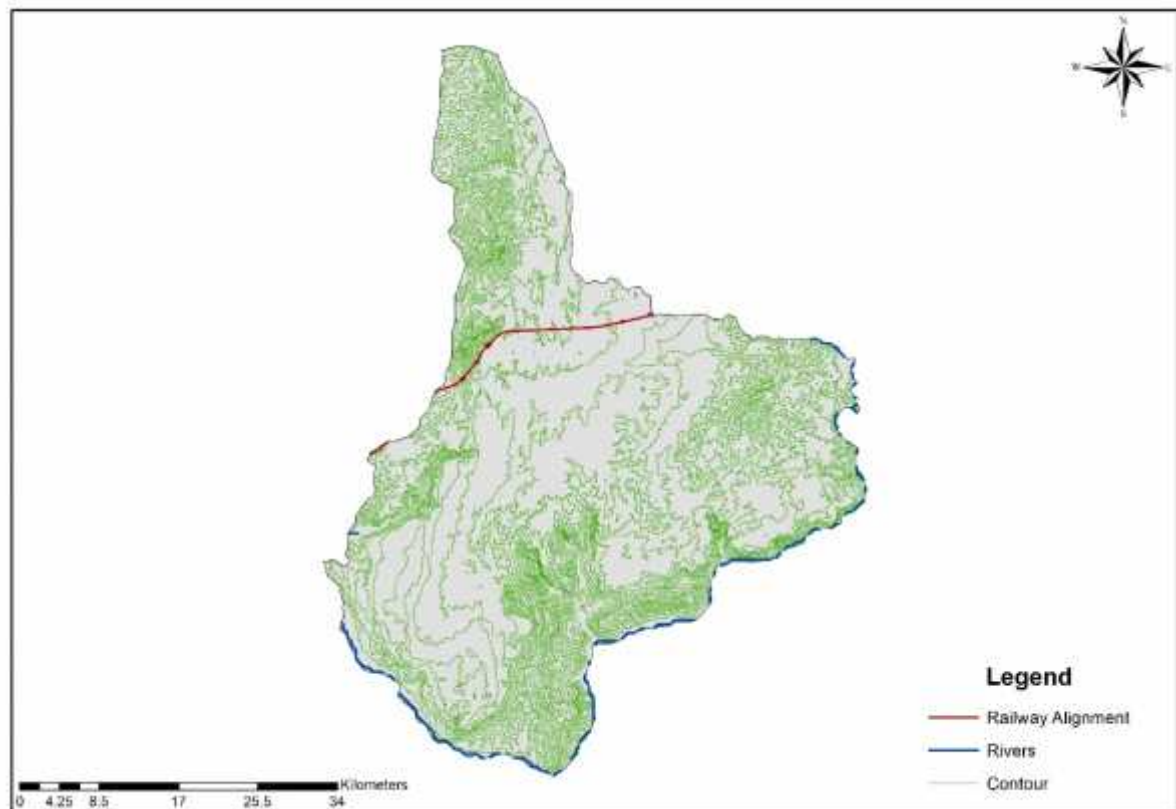 N
W
E
S
Legend
Railway Alignment
Rivers
Contour
Kilometers
0 4.25 8.5 17 25.5 34